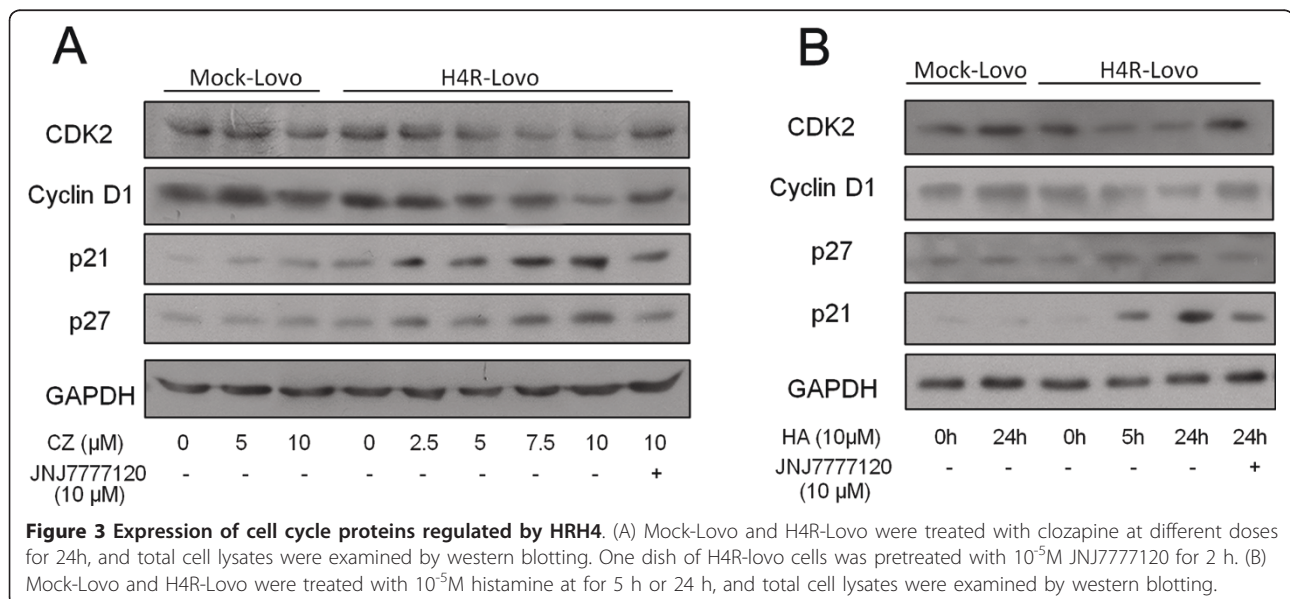 A
Mock-Lovo H4R-Lovo
CDK2
Cyclin D1
p21
p27
GAPDH
CZ (µM) 0 5 10 0 2.5 5 7.5 10 10
JNJ7777120 - - - - - - - - +
(10 µM)
B
Mock-Lovo H4R-Lovo
CDK2
Cyclin D1
p27
p21
GAPDH
HA (10µM) 0h 24h 0h 5h 24h 24h
JNJ7777120 - - - - - +
(10 µM)
Figure 3 Expression of cell cycle proteins regulated by HRH4. (A) Mock-Lovo and H4R-Lovo were treated with clozapine at different doses
for 24h, and total cell lysates were examined by western blotting. One dish of H4R-lovo cells was pretreated with 10⁻⁵M JNJ7777120 for 2 h. (B)
Mock-Lovo and H4R-Lovo were treated with 10⁻⁵M histamine at for 5 h or 24 h, and total cell lysates were examined by western blotting.